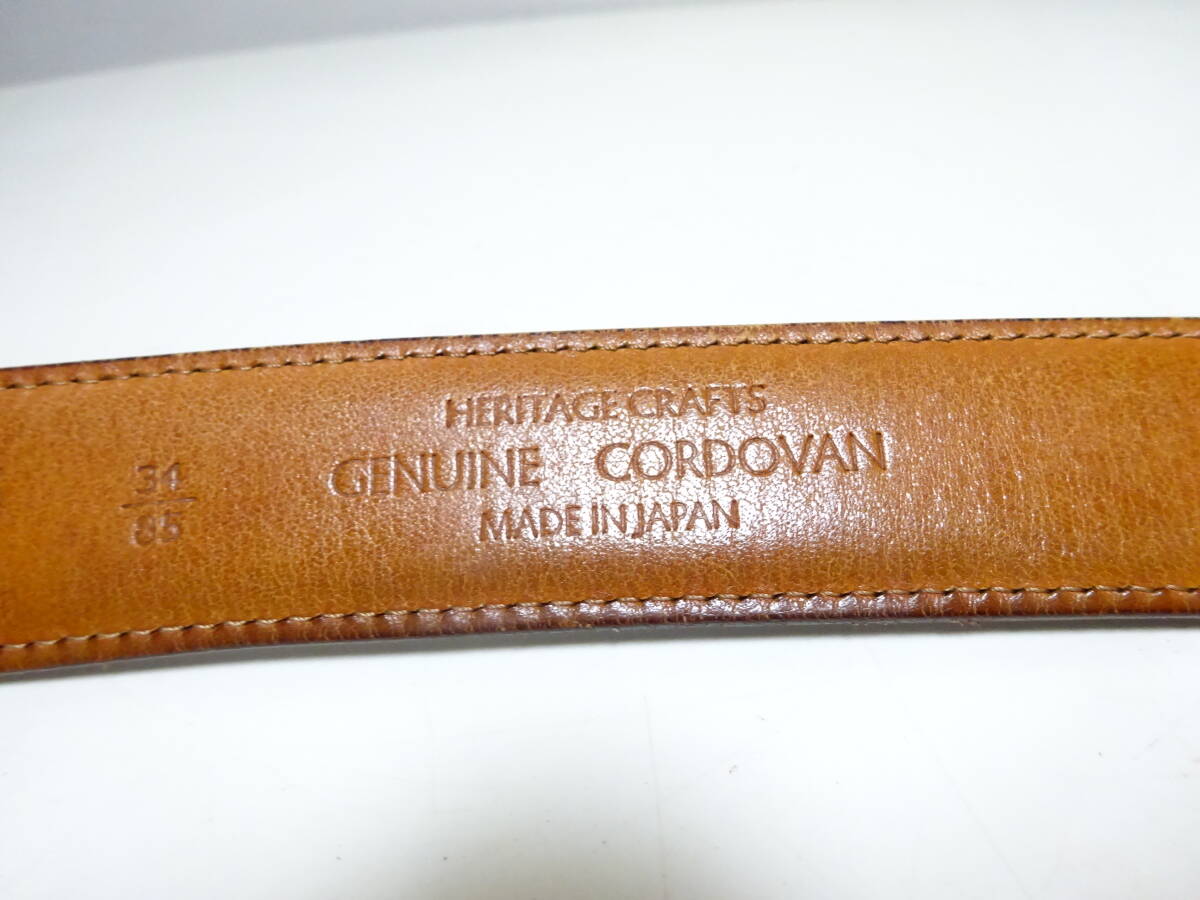 HERITAGE CRAFTS
GENUINE CORDOVAN
MADE IN JAPAN
34
85